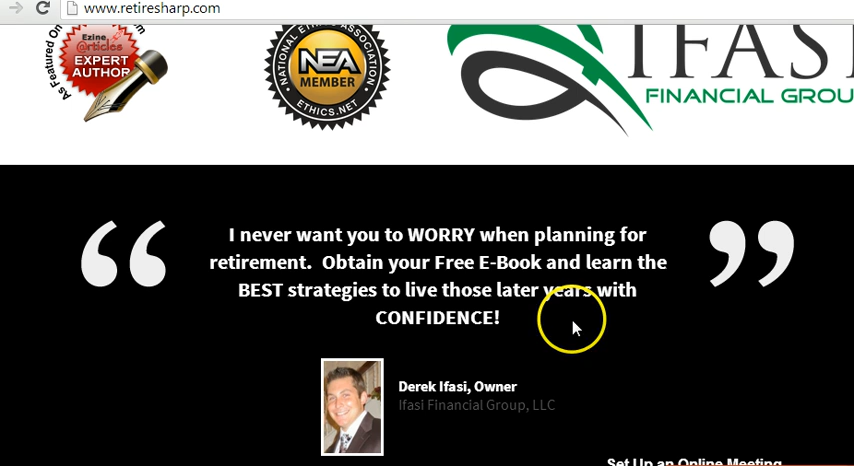 www.retiresharp.com
As Featured On
Ezine
@rticles
EXPERT
AUTHOR
NATIONAL ETHICS ASSOCIATION
NEA
MEMBER
ETHICS.NET
IFASI
FINANCIAL GROU
“ I never want you to WORRY when planning for ”
retirement. Obtain your Free E-Book and learn the
BEST strategies to live those later years with
CONFIDENCE!
Derek Ifasi, Owner
Ifasi Financial Group, LLC
Set Up an Online Meeting